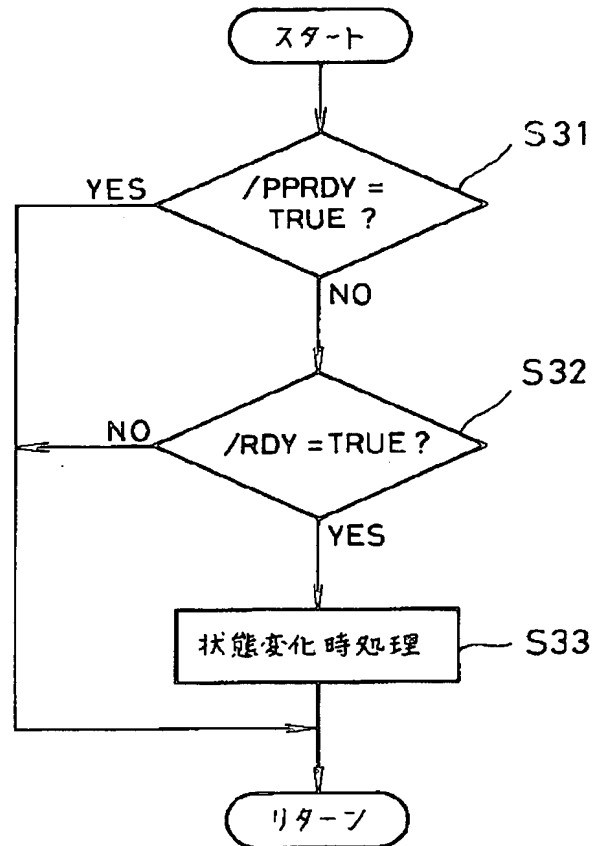 スタート
S31
YES
/PPRDY =
TRUE ?
NO
S32
NO
/RDY = TRUE ?
YES
状態変化時処理
S33
リターン